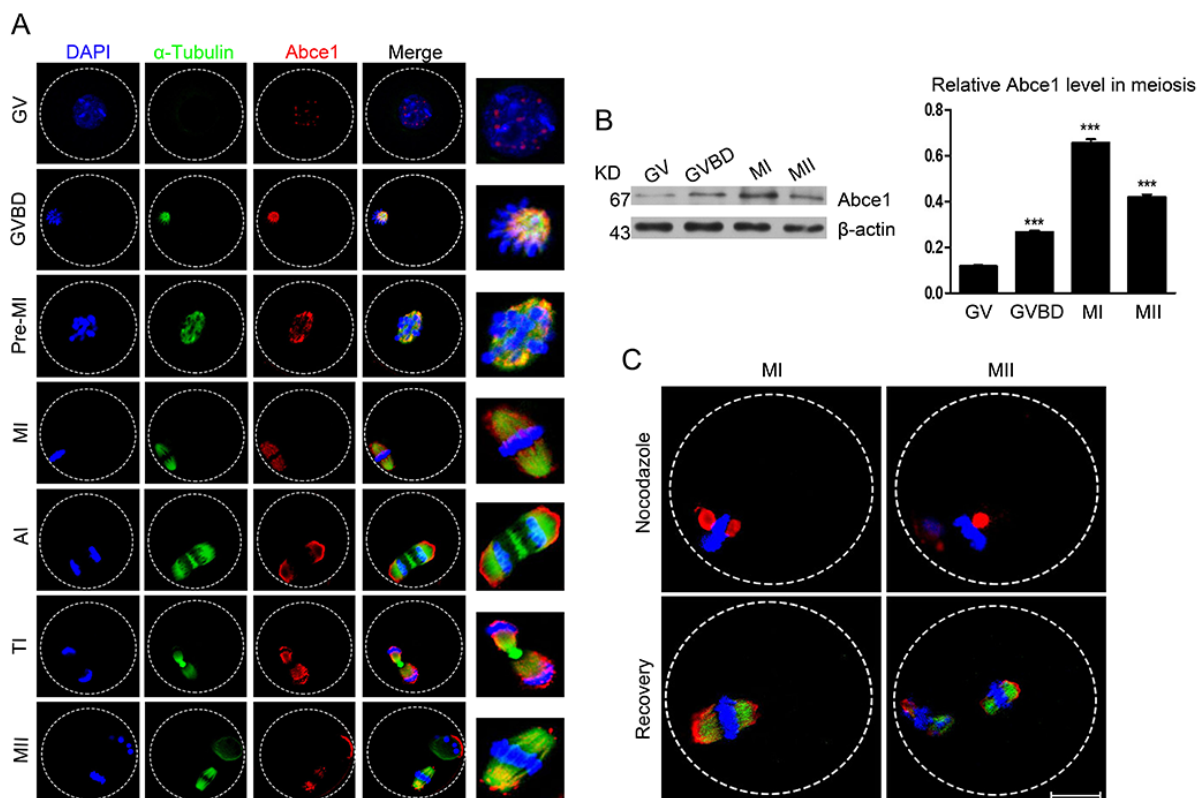 A
DAPI α-Tubulin Abce1 Merge
GV
GVBD
Pre-MI
MI
AI
TI
MII
B
KD GV GVBD MI MII
67 Abce1
43 β-actin
Relative Abce1 level in meiosis
0.8
0.6
0.4
0.2
0.0
*** *** ***
GV GVBD MI MII
C
MI MII
Nocodazole
Recovery